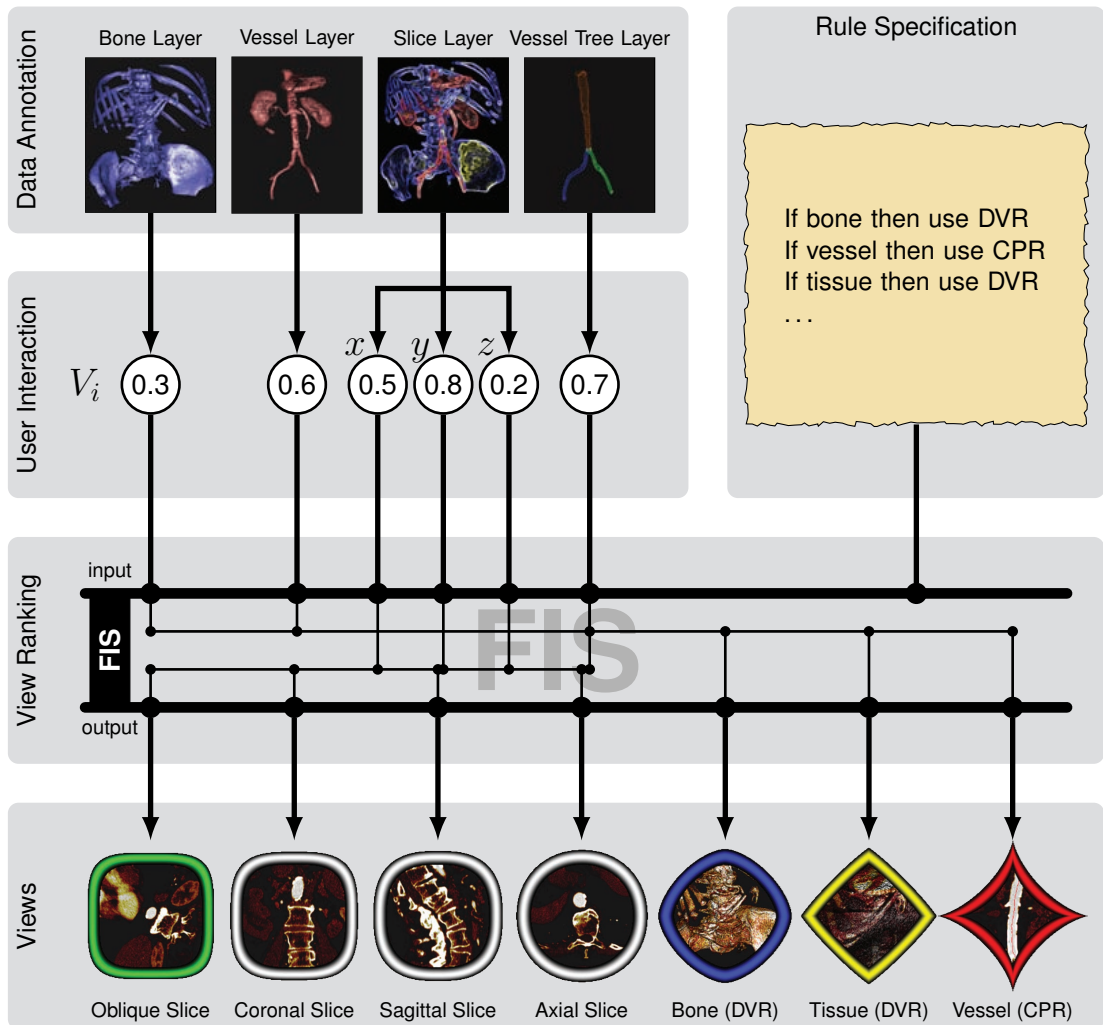 Data Annotation
Bone Layer
Vessel Layer
Slice Layer
Vessel Tree Layer
Rule Specification
If bone then use DVR
If vessel then use CPR
If tissue then use DVR
...
User Interaction
V_i
0.3
0.6
x
0.5
y
0.8
z
0.2
0.7
View Ranking
input
FIS
FIS
output
Views
Oblique Slice
Coronal Slice
Sagittal Slice
Axial Slice
Bone (DVR)
Tissue (DVR)
Vessel (CPR)